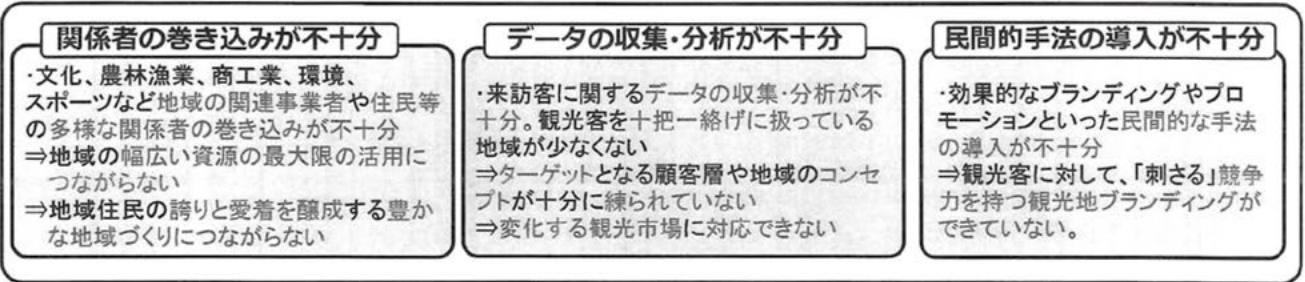 関係者の巻き込みが不十分
・文化、農林漁業、商工業、環境、
スポーツなど地域の関連事業者や住民等
の多様な関係者の巻き込みが不十分
⇒地域の幅広い資源の最大限の活用に
つながらない
⇒地域住民の誇りと愛着を醸成する豊か
な地域づくりにつながらない
データの収集・分析が不十分
・来訪客に関するデータの収集・分析が不
十分。観光客を十把一絡げに扱っている
地域が少なくない
⇒ターゲットとなる顧客層や地域のコンセ
プトが十分に練られていない
⇒変化する観光市場に対応できない
民間的手法の導入が不十分
・効果的なブランディングやプロ
モーションといった民間的な手法
の導入が不十分
⇒観光客に対して、「刺さる」競争
力を持つ観光地ブランディングが
できていない。